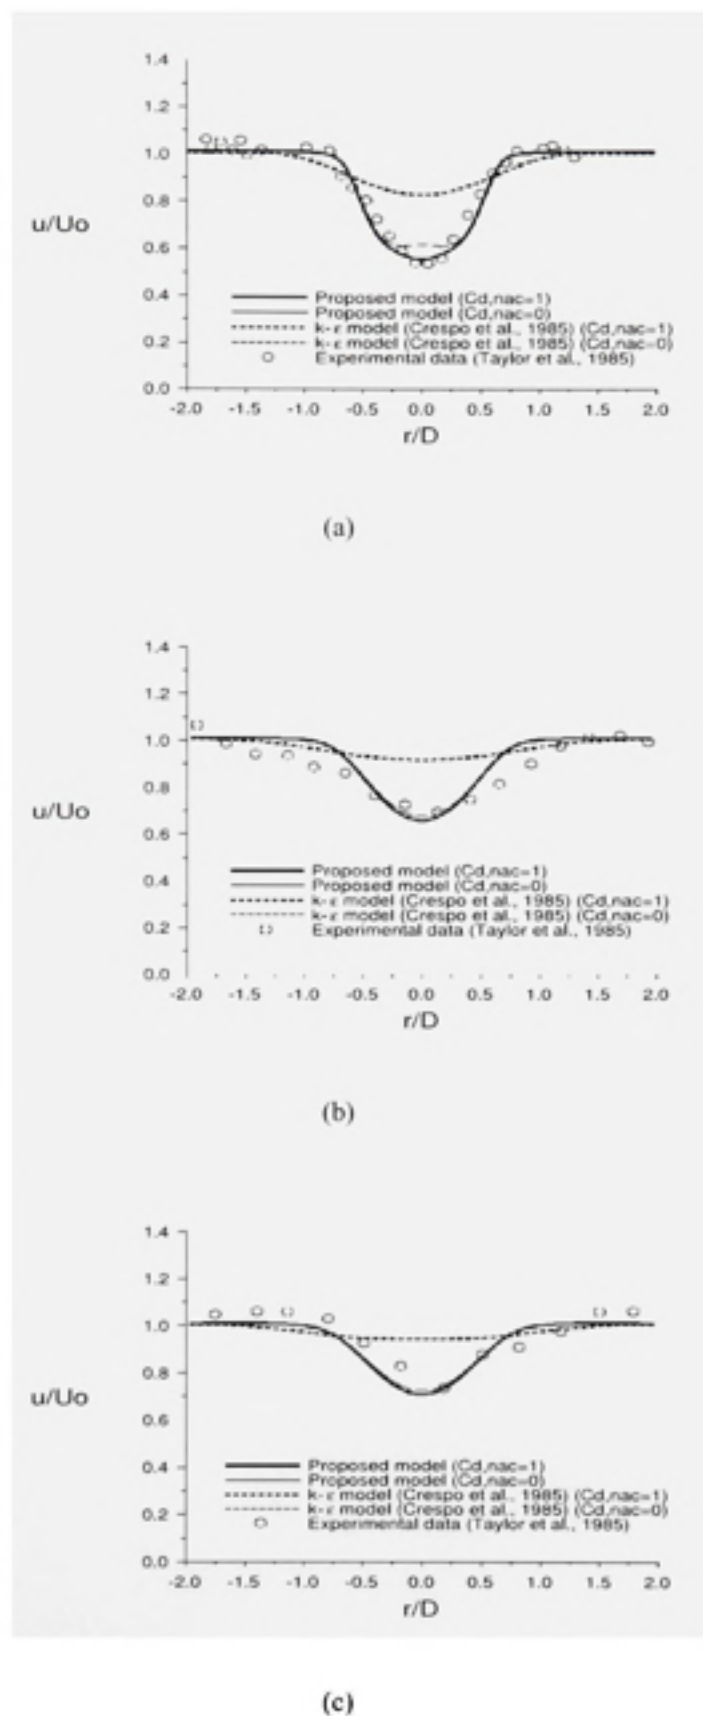 1.4
1.2
1.0
0.8
0.6
0.4
0.2
0.0
u/Uo
Proposed model (Cd,nac=1)
Proposed model (Cd,nac=0)
k-ε model (Crespo et al., 1985) (Cd,nac=1)
k-ε model (Crespo et al., 1985) (Cd,nac=0)
Experimental data (Taylor et al., 1985)
-2.0 -1.5 -1.0 -0.5 0.0 0.5 1.0 1.5 2.0
r/D
(a)
1.4
1.2
1.0
0.8
0.6
0.4
0.2
0.0
u/Uo
Proposed model (Cd,nac=1)
Proposed model (Cd,nac=0)
k-ε model (Crespo et al., 1985) (Cd,nac=1)
k-ε model (Crespo et al., 1985) (Cd,nac=0)
Experimental data (Taylor et al., 1985)
-2.0 -1.5 -1.0 -0.5 0.0 0.5 1.0 1.5 2.0
r/D
(b)
1.4
1.2
1.0
0.8
0.6
0.4
0.2
0.0
u/Uo
Proposed model (Cd,nac=1)
Proposed model (Cd,nac=0)
k-ε model (Crespo et al., 1985) (Cd,nac=1)
k-ε model (Crespo et al., 1985) (Cd,nac=0)
Experimental data (Taylor et al., 1985)
-2.0 -1.5 -1.0 -0.5 0.0 0.5 1.0 1.5 2.0
r/D
(c)